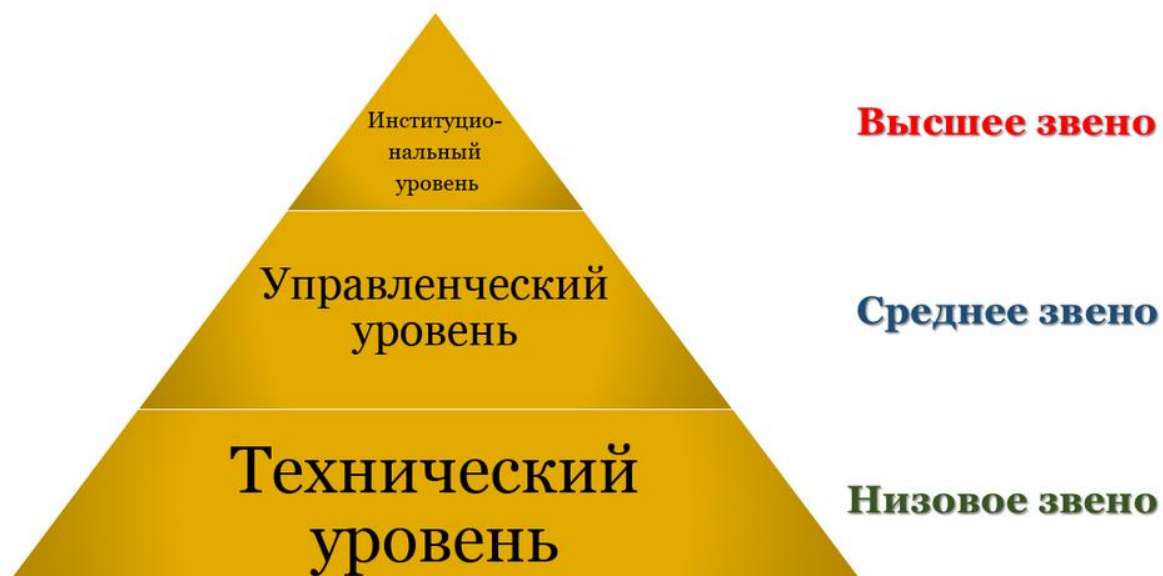 Институцио-
нальный
уровень
Высшее звено
Управленческий
уровень
Среднее звено
Технический
уровень
Низовое звено